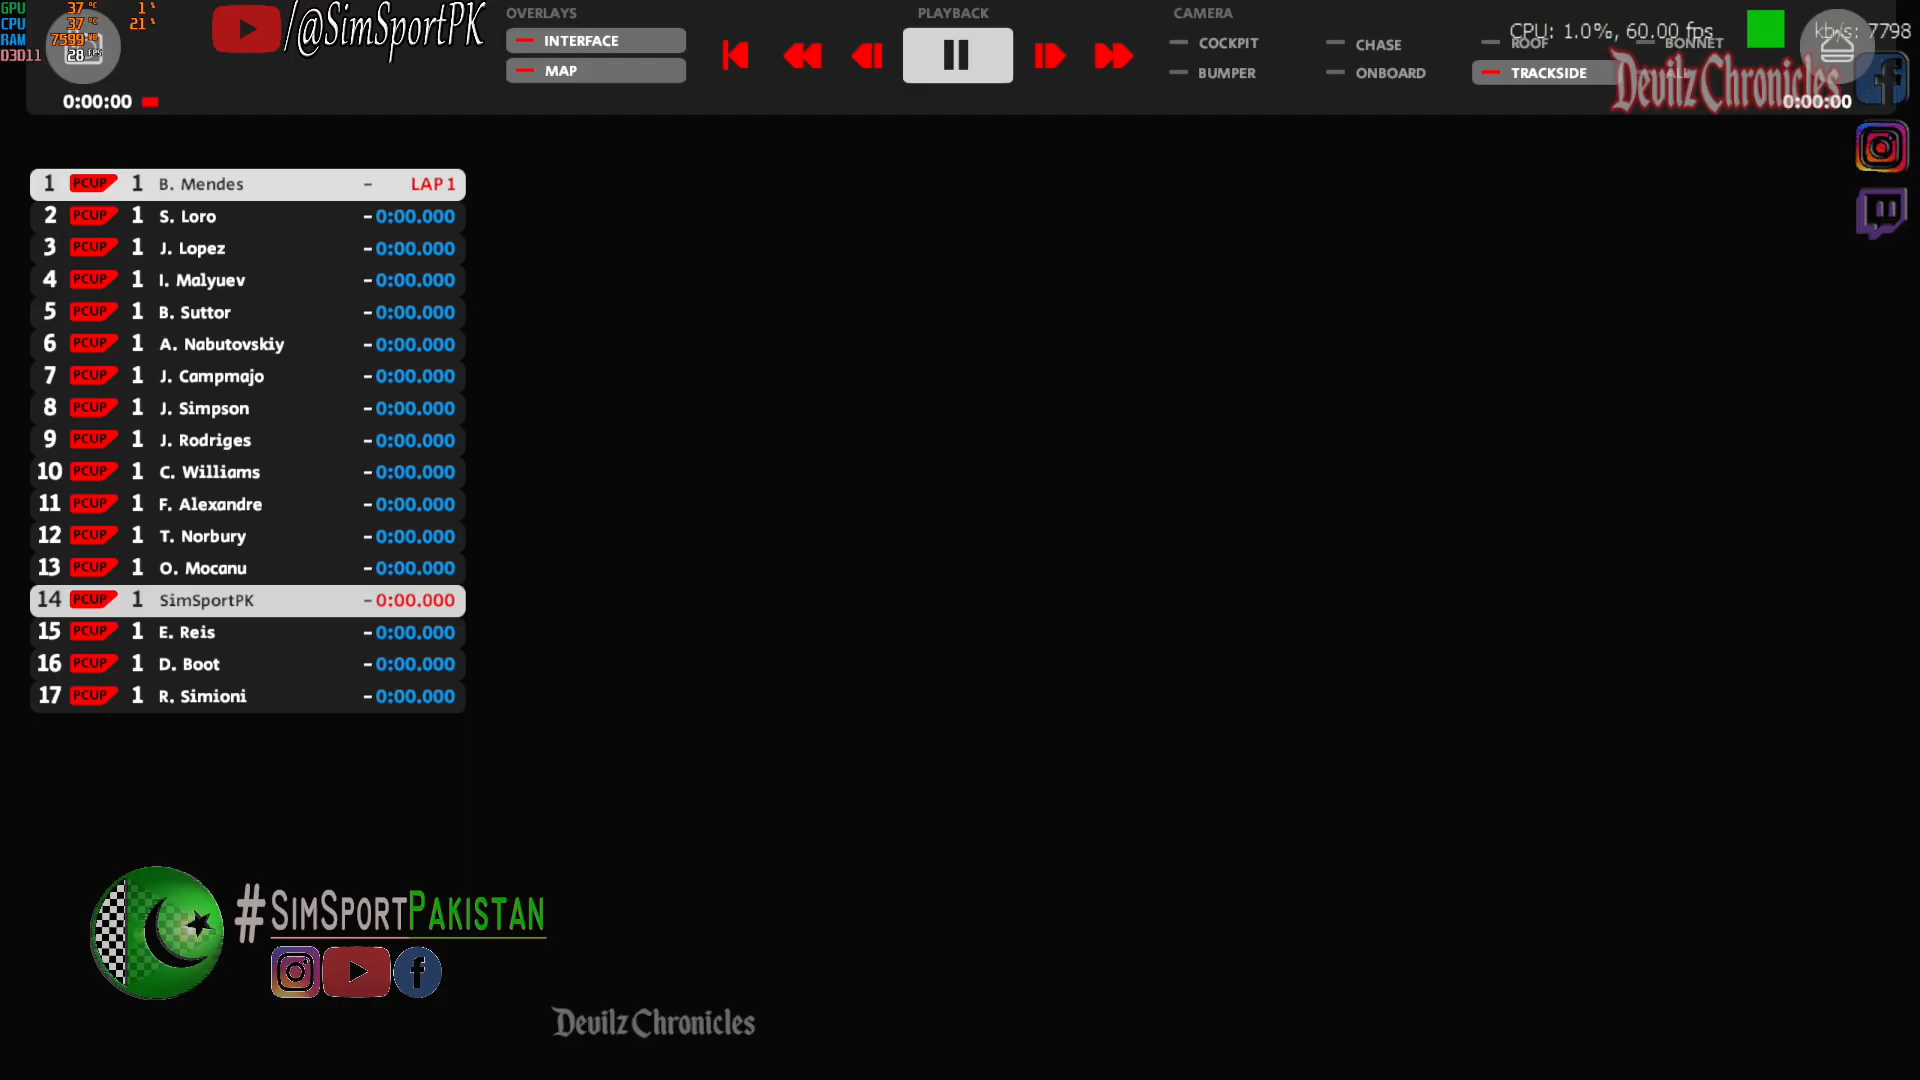 GPU 37 °C 1 %
CPU 37 °C 21 %
RAM 7599 MB
D3D11 28 FPS
/@SimSportPK
OVERLAYS
INTERFACE
MAP
PLAYBACK
CAMERA
COCKPIT
CHASE
ROOF
BONNET
BUMPER
ONBOARD
TRACKSIDE
ALL
CPU: 1.0%, 60.00 fps
kb/s: 7798
Devilz Chronicles
0:00:00
0:00:00
1 PCUP 1 B. Mendes - LAP 1
2 PCUP 1 S. Loro -0:00.000
3 PCUP 1 J. Lopez -0:00.000
4 PCUP 1 I. Malyuev -0:00.000
5 PCUP 1 B. Suttor -0:00.000
6 PCUP 1 A. Nabutovskiy -0:00.000
7 PCUP 1 J. Campmajo -0:00.000
8 PCUP 1 J. Simpson -0:00.000
9 PCUP 1 J. Rodriges -0:00.000
10 PCUP 1 C. Williams -0:00.000
11 PCUP 1 F. Alexandre -0:00.000
12 PCUP 1 T. Norbury -0:00.000
13 PCUP 1 O. Mocanu -0:00.000
14 PCUP 1 SimSportPK -0:00.000
15 PCUP 1 E. Reis -0:00.000
16 PCUP 1 D. Boot -0:00.000
17 PCUP 1 R. Simioni -0:00.000
#SimSportPakistan
Devilz Chronicles